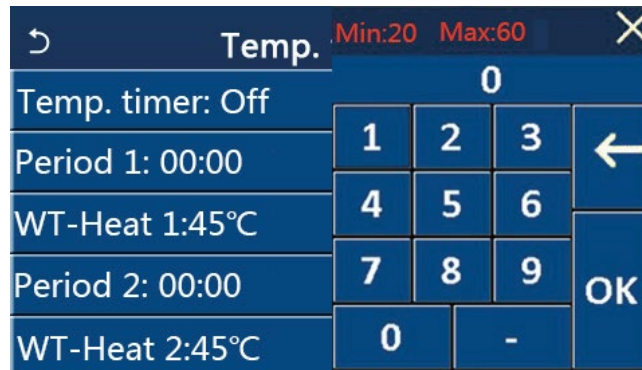 Temp.
Temp. timer: Off
Period 1: 00:00
WT-Heat 1:45℃
Period 2: 00:00
WT-Heat 2:45℃
Min:20 Max:60
0
1 2 3
4 5 6
7 8 9
0 -
OK